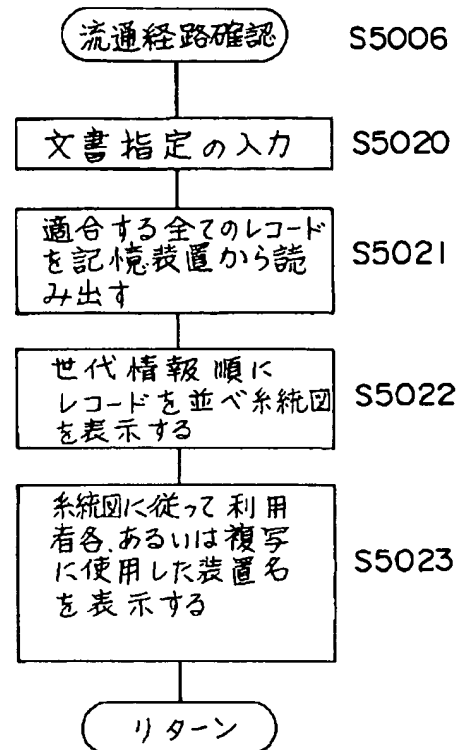 流通経路確認 S5006
文書指定の入力 S5020
適合する全てのレコード
を記憶装置から読 S5021
み出す
世代情報順に
レコードを並べ系統図 S5022
を表示する
系統図に従って利用
者各、あるいは複写
に使用した装置名 S5023
を表示する
リターン